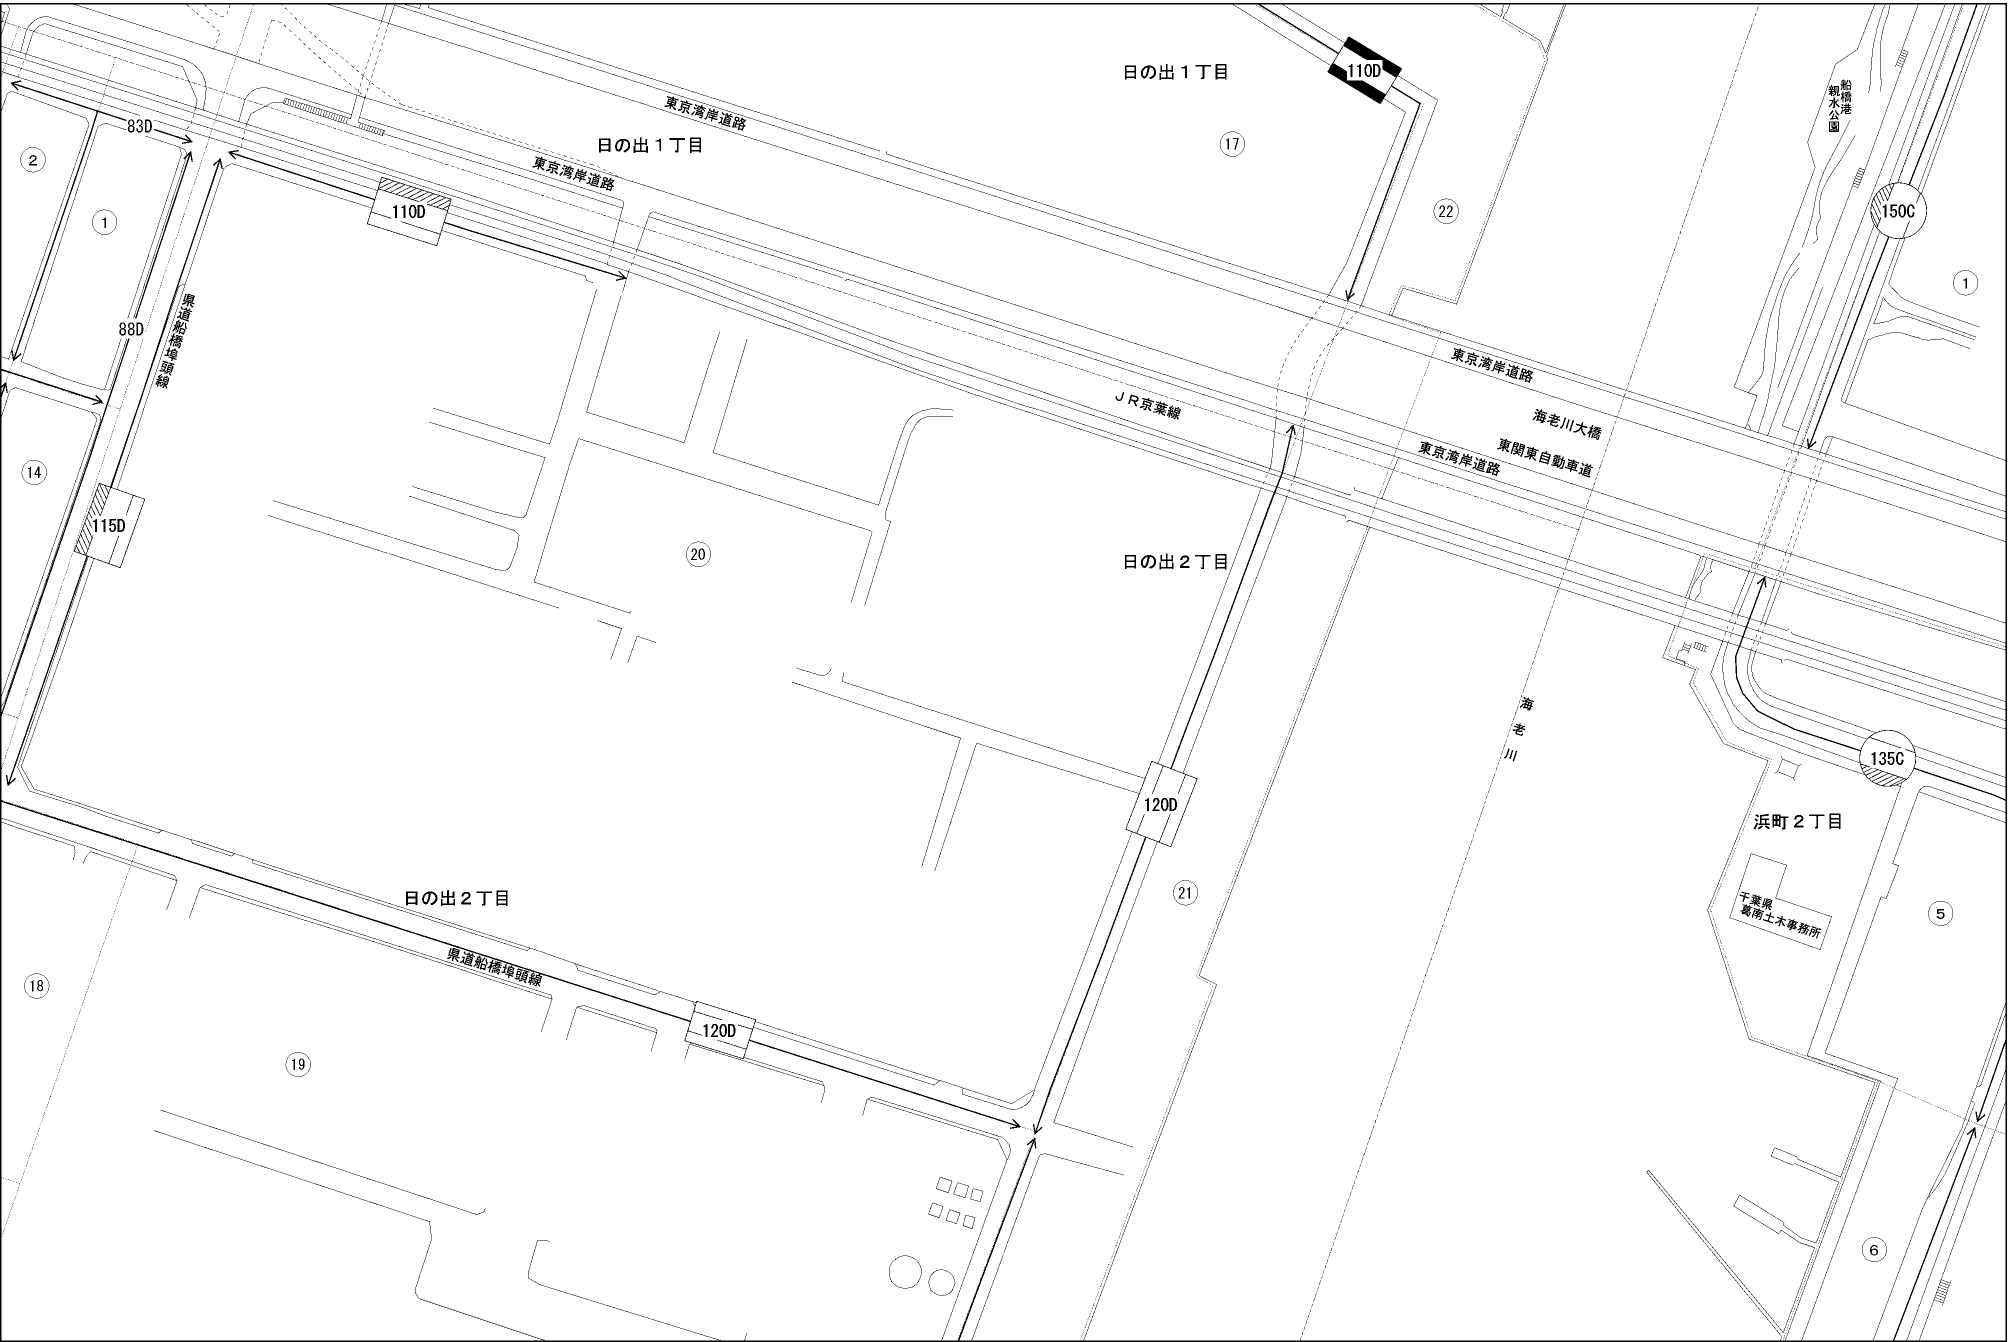 日の出１丁目
110D
船橋港
親水公園
東京湾岸道路
83D
日の出１丁目
17
2
東京湾岸道路
110D
22
150C
1
1
県道船橋埠頭線
88D
東京湾岸道路
ＪＲ京葉線
海老川大橋
東関東自動車道
東京湾岸道路
14
115D
20
日の出２丁目
海老川
135C
120D
浜町２丁目
21
日の出２丁目
千葉県
葛南土木事務所
5
県道船橋埠頭線
18
120D
19
6